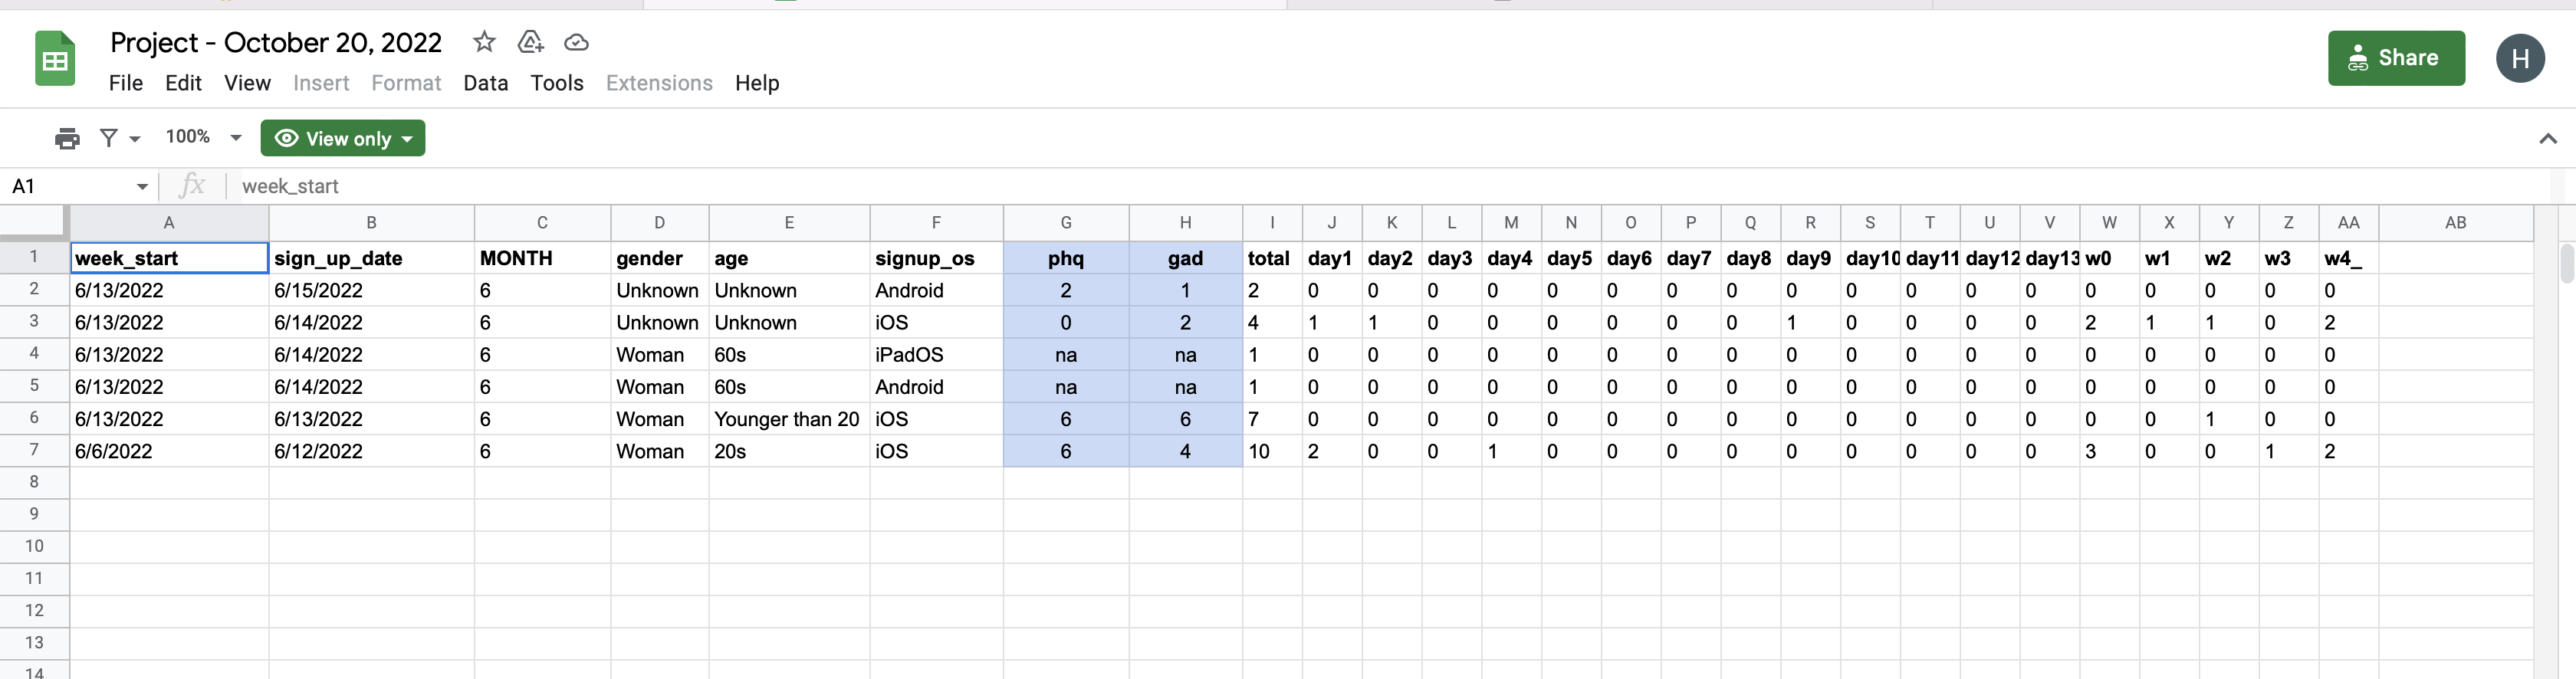 Project - October 20, 2022
Share
H
File Edit View Insert Format Data Tools Extensions Help
100% View only
A1 fx week_start
A B C D E F G H I J K L M N O P Q R S T U V W X Y Z AA AB
1 week_start sign_up_date MONTH gender age signup_os phq gad total day1 day2 day3 day4 day5 day6 day7 day8 day9 day10 day11 day12 day13 w0 w1 w2 w3 w4_
2 6/13/2022 6/15/2022 6 Unknown Unknown Android 2 1 2 0 0 0 0 0 0 0 0 0 0 0 0 0 0 0 0 0 0
3 6/13/2022 6/14/2022 6 Unknown Unknown iOS 0 2 4 1 1 0 0 0 0 0 0 1 0 0 0 0 2 1 1 0 2
4 6/13/2022 6/14/2022 6 Woman 60s iPadOS na na 1 0 0 0 0 0 0 0 0 0 0 0 0 0 0 0 0 0 0
5 6/13/2022 6/14/2022 6 Woman 60s Android na na 1 0 0 0 0 0 0 0 0 0 0 0 0 0 0 0 0 0 0
6 6/13/2022 6/13/2022 6 Woman Younger than 20 iOS 6 6 7 0 0 0 0 0 0 0 0 0 0 0 0 0 0 0 1 0 0
7 6/6/2022 6/12/2022 6 Woman 20s iOS 6 4 10 2 0 0 1 0 0 0 0 0 0 0 0 0 3 0 0 1 2
8
9
10
11
12
13
14